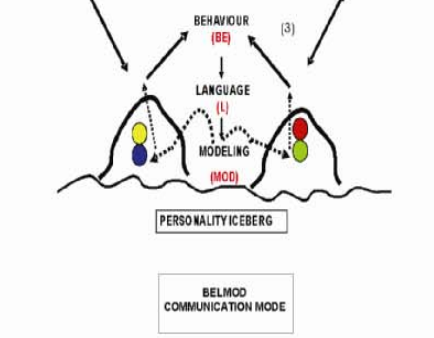 BEHAVIOUR
(BE)
(3)
LANGUAGE
(L)
MODELING
(MOD)
PERSONALITY ICEBERG
BELMOD
COMMUNICATION MODE